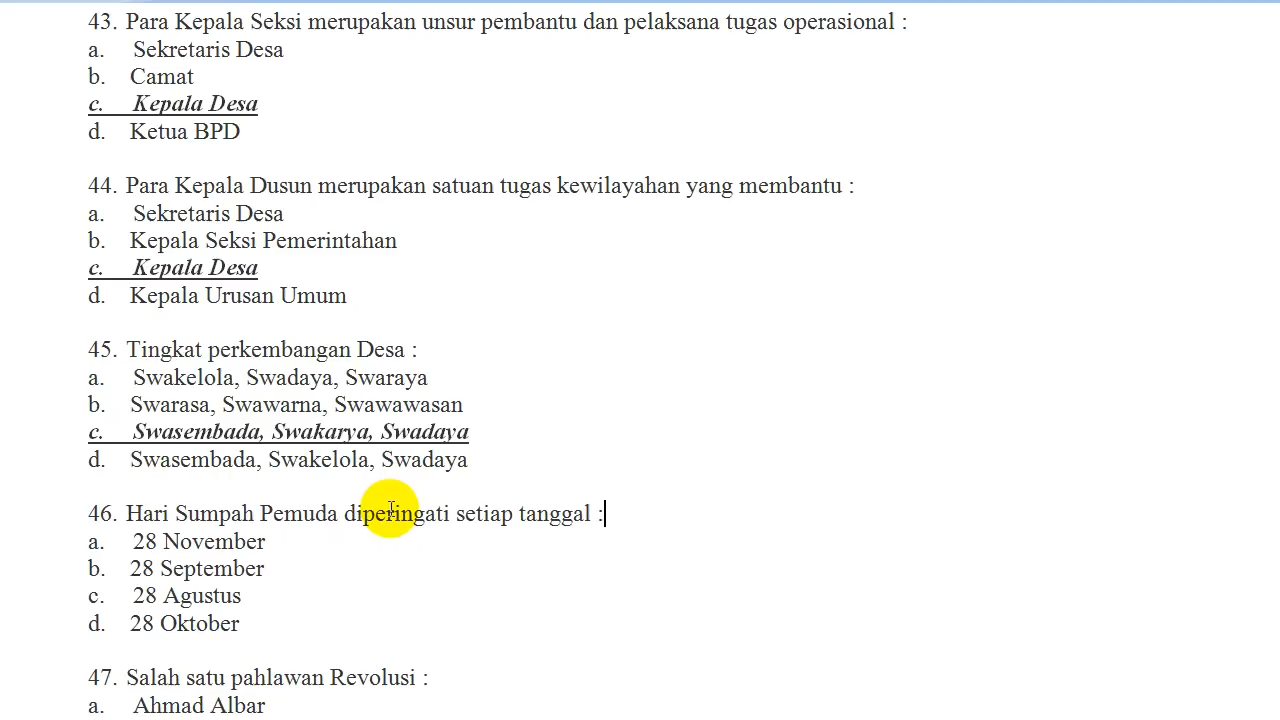 43. Para Kepala Seksi merupakan unsur pembantu dan pelaksana tugas operasional :
a. Sekretaris Desa
b. Camat
c. Kepala Desa
d. Ketua BPD
44. Para Kepala Dusun merupakan satuan tugas kewilayahan yang membantu :
a. Sekretaris Desa
b. Kepala Seksi Pemerintahan
c. Kepala Desa
d. Kepala Urusan Umum
45. Tingkat perkembangan Desa :
a. Swakelola, Swadaya, Swaraya
b. Swarasa, Swawarna, Swawawasan
c. Swasembada, Swakarya, Swadaya
d. Swasembada, Swakelola, Swadaya
46. Hari Sumpah Pemuda diperingati setiap tanggal :
a. 28 November
b. 28 September
c. 28 Agustus
d. 28 Oktober
47. Salah satu pahlawan Revolusi :
a. Ahmad Albar